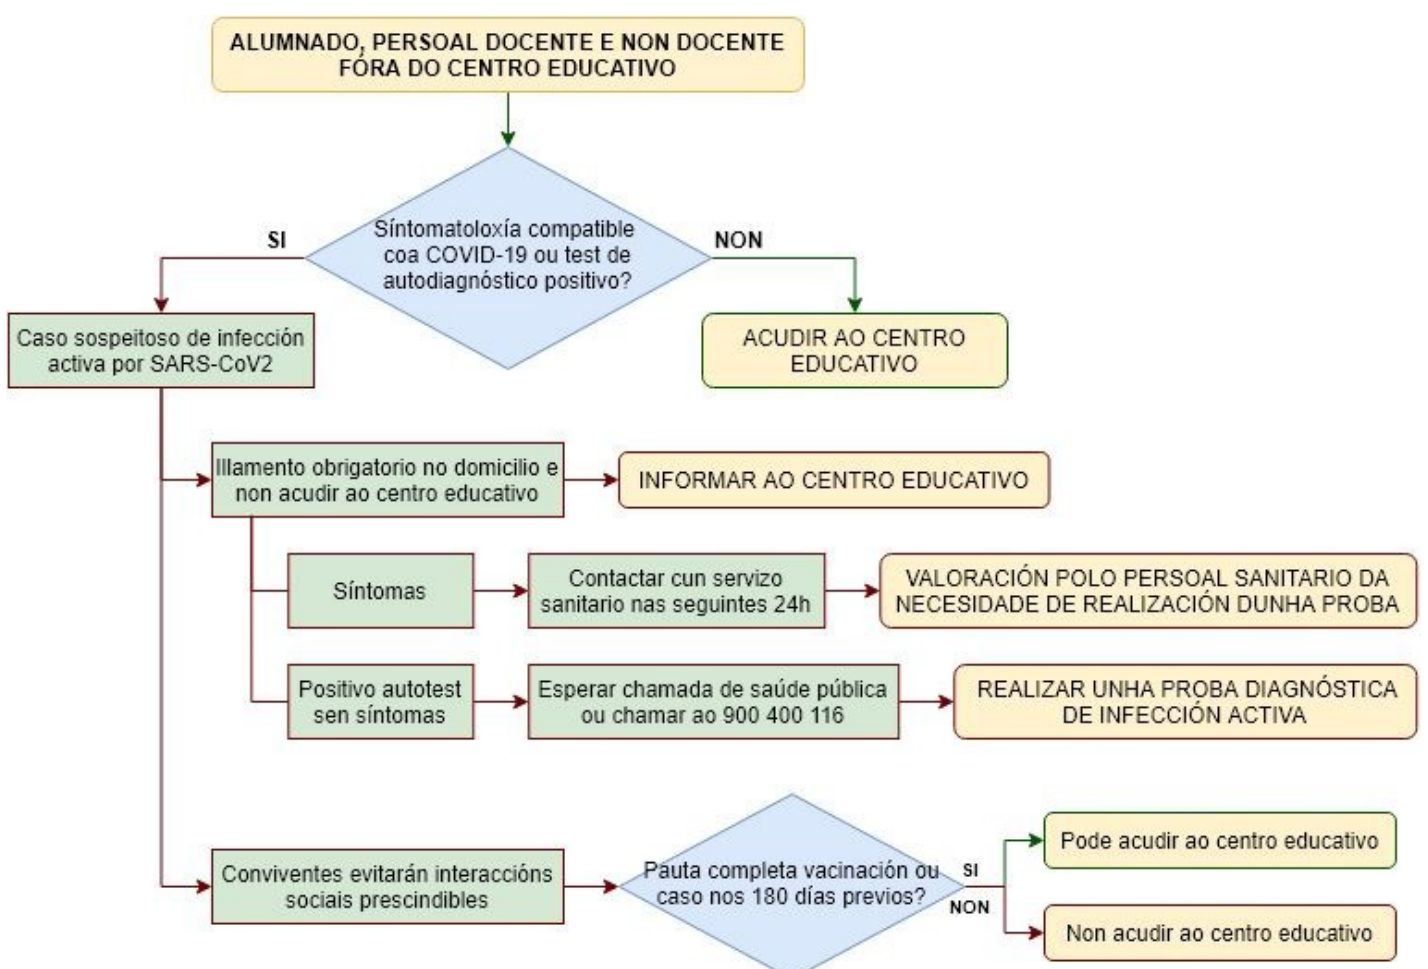 ALUMNADO, PERSOAL DOCENTE E NON DOCENTE
FÓRA DO CENTRO EDUCATIVO
Síntomatoloxía compatible
coa COVID-19 ou test de
autodiagnóstico positivo?
SI
NON
Caso sospeitoso de infección
activa por SARS-CoV2
ACUDIR AO CENTRO
EDUCATIVO
Illamento obrigatorio no domicilio e
non acudir ao centro educativo
INFORMAR AO CENTRO EDUCATIVO
Síntomas
Contactar cun servizo
sanitario nas seguintes 24h
VALORACIÓN POLO PERSOAL SANITARIO DA
NECESIDADE DE REALIZACIÓN DUNHA PROBA
Positivo autotest
sen síntomas
Esperar chamada de saúde pública
ou chamar ao 900 400 116
REALIZAR UNHA PROBA DIAGNÓSTICA
DE INFECCIÓN ACTIVA
Conviventes evitarán interaccións
sociais prescindibles
Pauta completa vacinación ou
caso nos 180 días previos?
SI
NON
Pode acudir ao centro educativo
Non acudir ao centro educativo